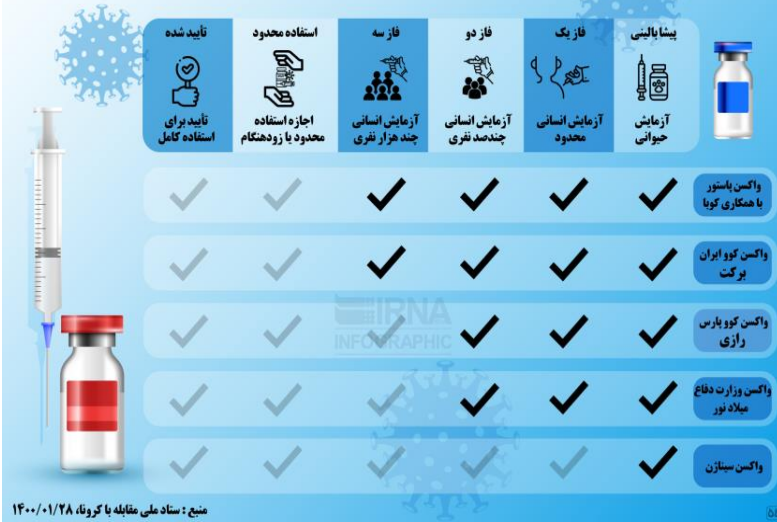 پیشابالینی
آزمایش
حیوانی
فاز یک
آزمایش انسانی
محدود
فاز دو
آزمایش انسانی
چندصد نفری
فاز سه
آزمایش انسانی
چند هزار نفری
استفاده محدود
اجازه استفاده
محدود یا زودهنگام
تأیید شده
تأیید برای
استفاده کامل
واکسن پاستور
با همکاری کوبا
واکسن کوو ایران
برکت
واکسن کوو پارس
رازی
واکسن وزارت دفاع
میلاد نور
واکسن سیناژن
IRNA
INFOGRAPHIC
منبع : ستاد ملی مقابله با کرونا، ۱۴۰۰/۰۱/۲۸